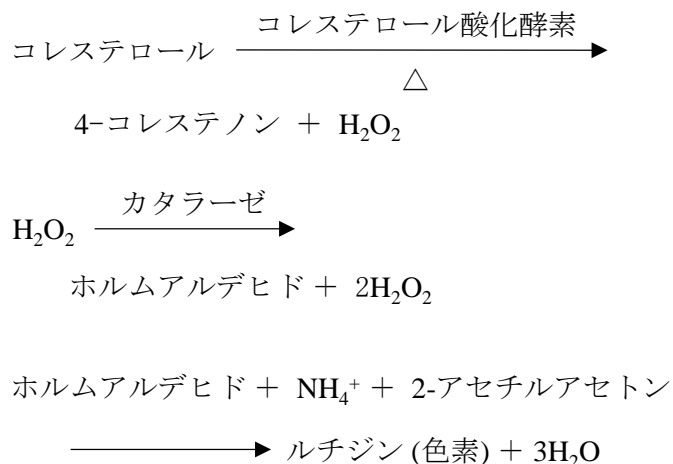 コレステロール酸化酵素
コレステロール
△
4-コレステノン + H₂O₂
カタラーゼ
H₂O₂
ホルムアルデヒド + 2H₂O₂
ホルムアルデヒド + NH₄⁺ + 2-アセチルアセトン
ルチジン (色素) + 3H₂O